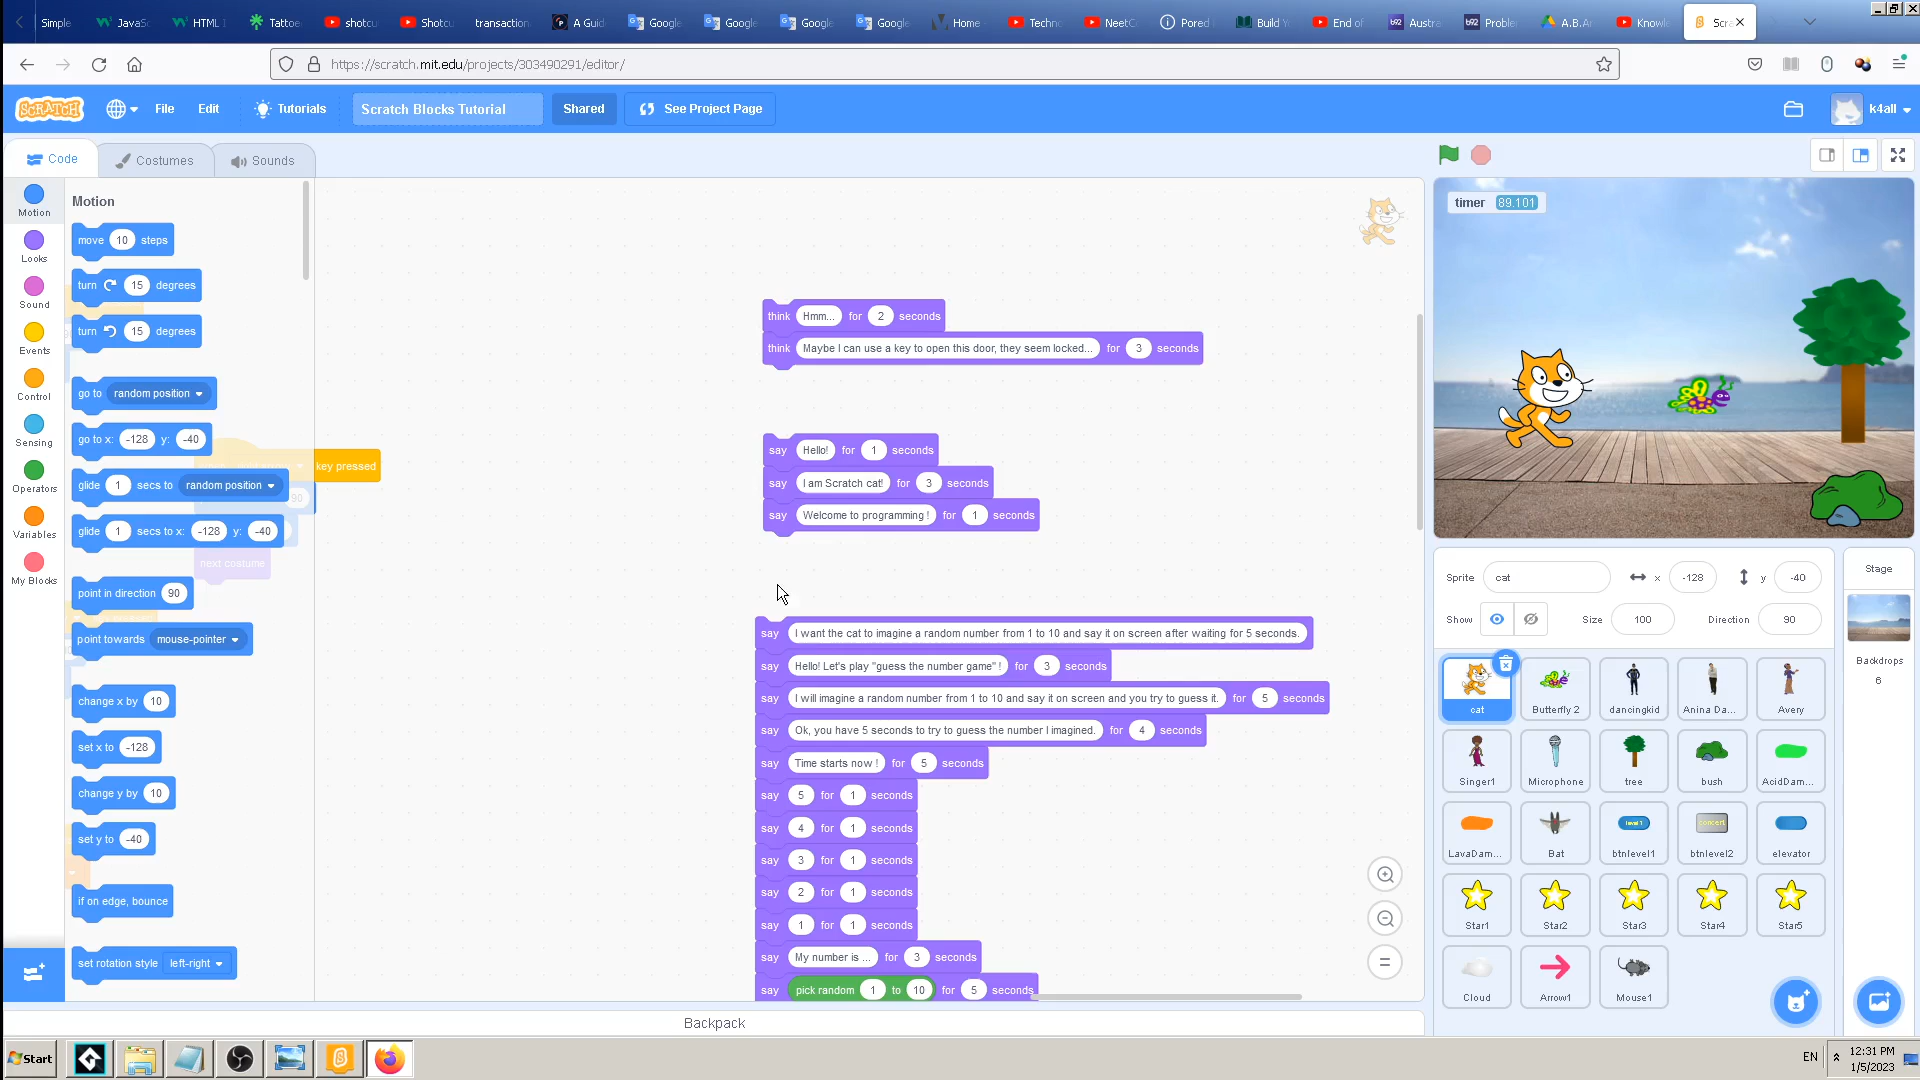 Simple
JavaSc
HTML
Tattoe
shotcu
Shotcu
transaction
A Guid
Google
Google
Google
Google
Home
Techno
NeetC
Pored
Build Y
End of
b92 Austra
b92 Proble
A.B.Ar
Knowle
Scra
https://scratch.mit.edu/projects/303490291/editor/
SCRATCH
File
Edit
Tutorials
Scratch Blocks Tutorial
Shared
See Project Page
k4all
Code
Costumes
Sounds
Motion
Looks
Sound
Events
Control
Sensing
Operators
Variables
My Blocks
Motion
move 10 steps
turn 15 degrees
turn 15 degrees
go to random position
go to x: -128 y: -40
glide 1 secs to random position
glide 1 secs to x: -128 y: -40
point in direction 90
point towards mouse-pointer
change x by 10
set x to -128
change y by 10
set y to -40
if on edge, bounce
set rotation style left-right
key pressed
90
next costume
think Hmm... for 2 seconds
think Maybe I can use a key to open this door, they seem locked... for 3 seconds
say Hello! for 1 seconds
say I am Scratch cat! for 3 seconds
say Welcome to programming ! for 1 seconds
say I want the cat to imagine a random number from 1 to 10 and say it on screen after waiting for 5 seconds.
say Hello! Let's play "guess the number game" ! for 3 seconds
say I will imagine a random number from 1 to 10 and say it on screen and you try to guess it. for 5 seconds
say Ok, you have 5 seconds to try to guess the number I imagined. for 4 seconds
say Time starts now ! for 5 seconds
say 5 for 1 seconds
say 4 for 1 seconds
say 3 for 1 seconds
say 2 for 1 seconds
say 1 for 1 seconds
say My number is ... for 3 seconds
say pick random 1 to 10 for 5 seconds
Backpack
timer 89.101
Sprite cat x -128 y -40
Show Size 100 Direction 90
cat
Butterfly 2
dancingkid
Anina Da...
Avery
Singer1
Microphone
tree
bush
AcidDam...
LavaDam...
Bat
level 1
btnlevel1
concert
btnlevel2
elevator
Star1
Star2
Star3
Star4
Star5
Cloud
Arrow1
Mouse1
Stage
Backdrops
6
Start
EN
12:31 PM
1/5/2023